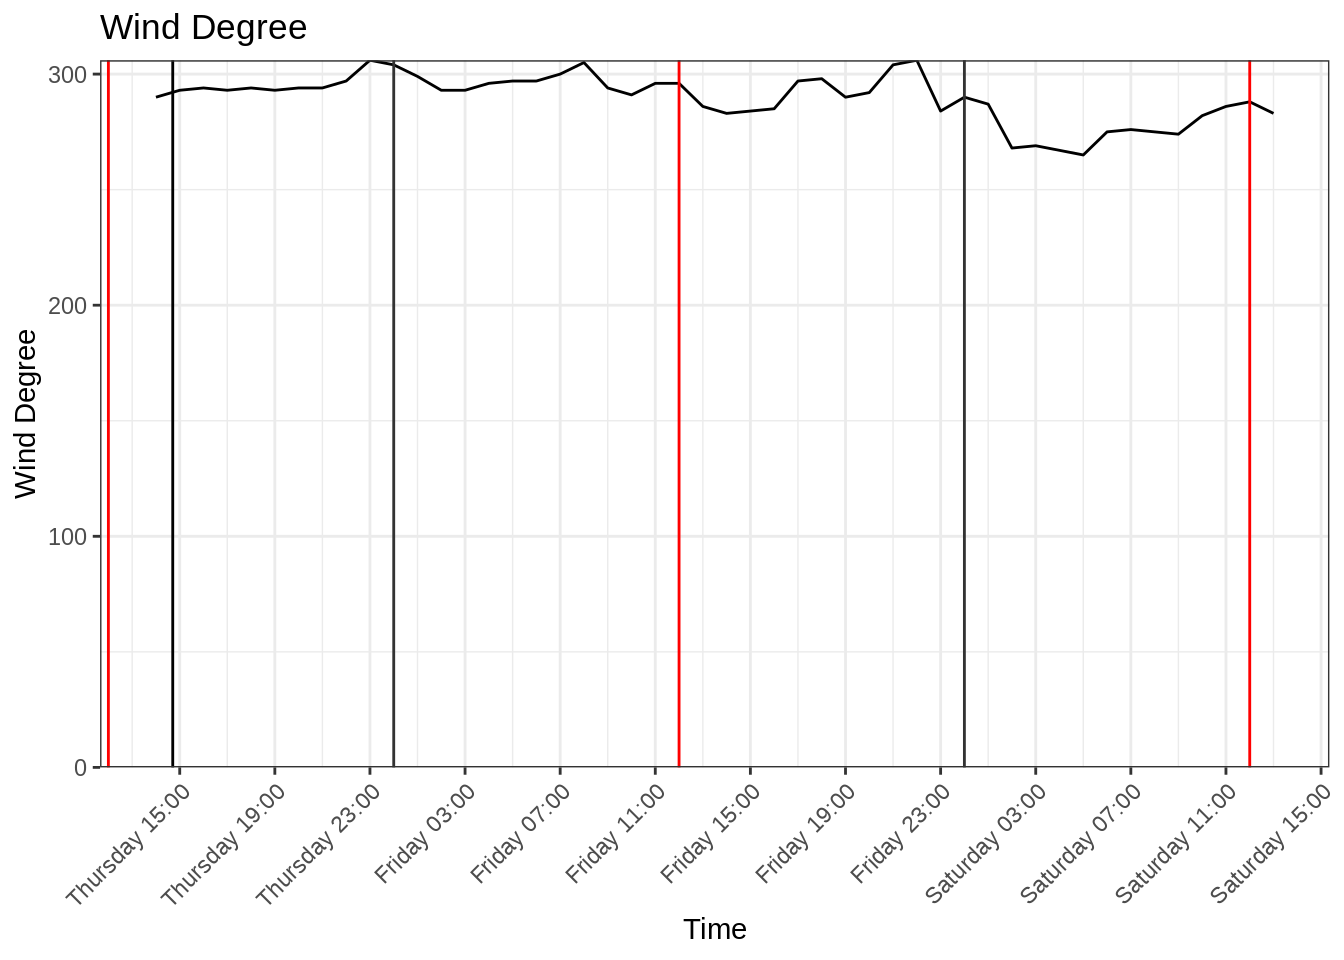 Wind Degree
Wind Degree
300
200
100
0
Thursday 15:00
Thursday 19:00
Thursday 23:00
Friday 03:00
Friday 07:00
Friday 11:00
Friday 15:00
Friday 19:00
Friday 23:00
Saturday 03:00
Saturday 07:00
Saturday 11:00
Saturday 15:00
Time